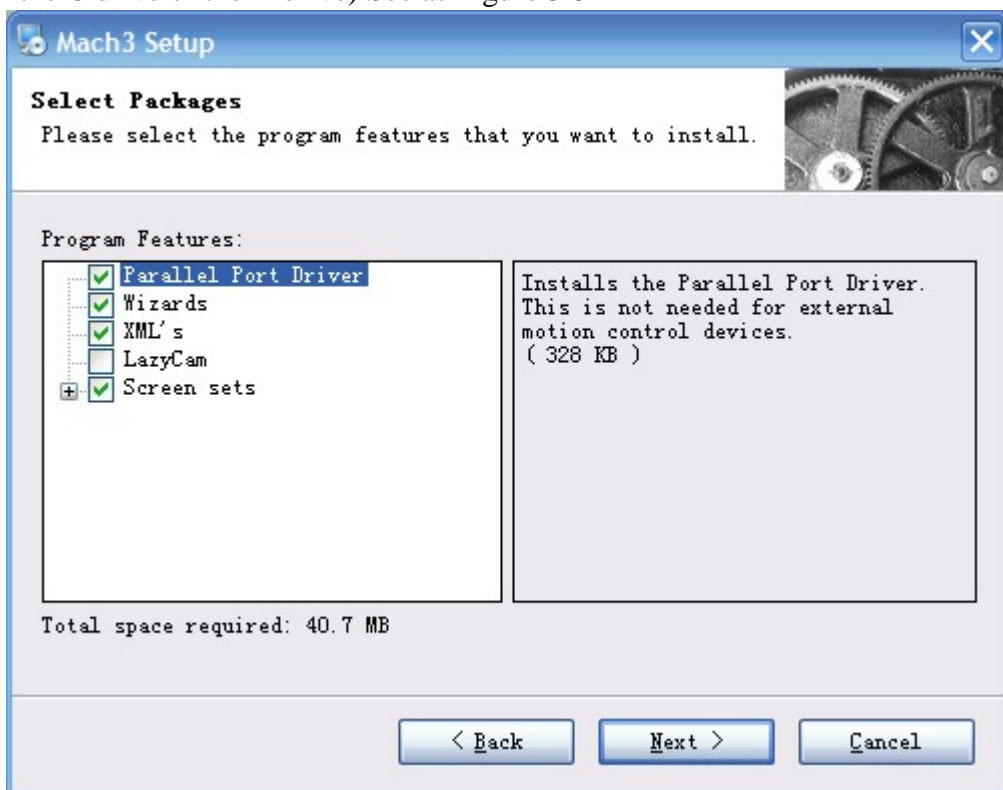 Mach3 Setup
Select Packages
Please select the program features that you want to install.
Program Features:
Parallel Port Driver
Wizards
XML's
LazyCam
Screen sets
Installs the Parallel Port Driver.
This is not needed for external
motion control devices.
( 328 KB )
Total space required: 40.7 MB
< Back
Next >
Cancel